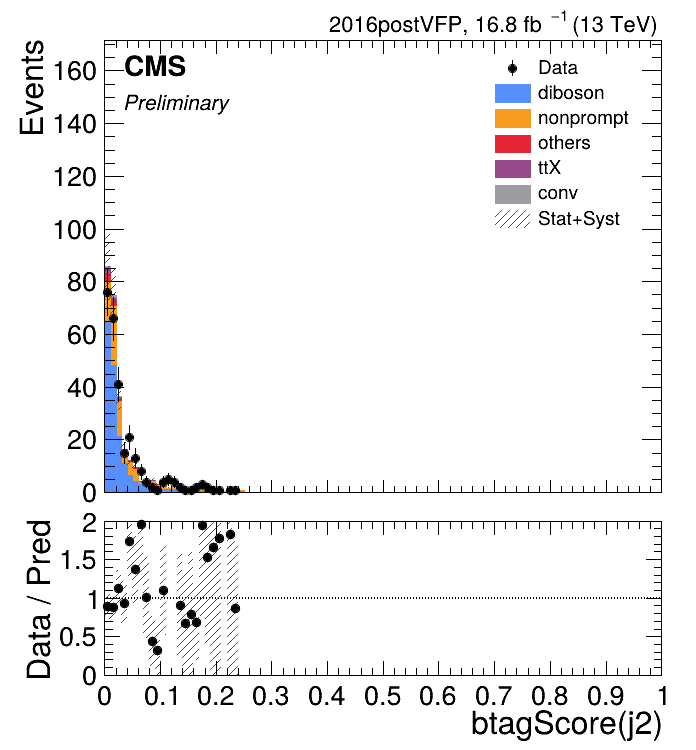 2016postVFP, 16.8 fb⁻¹ (13 TeV)
CMS
Preliminary
Events
160
140
120
100
80
60
40
20
0
Data
diboson
nonprompt
others
ttX
conv
Stat+Syst
Data / Pred
2
1.5
1
0.5
0
0 0.1 0.2 0.3 0.4 0.5 0.6 0.7 0.8 0.9 1
btagScore(j2)